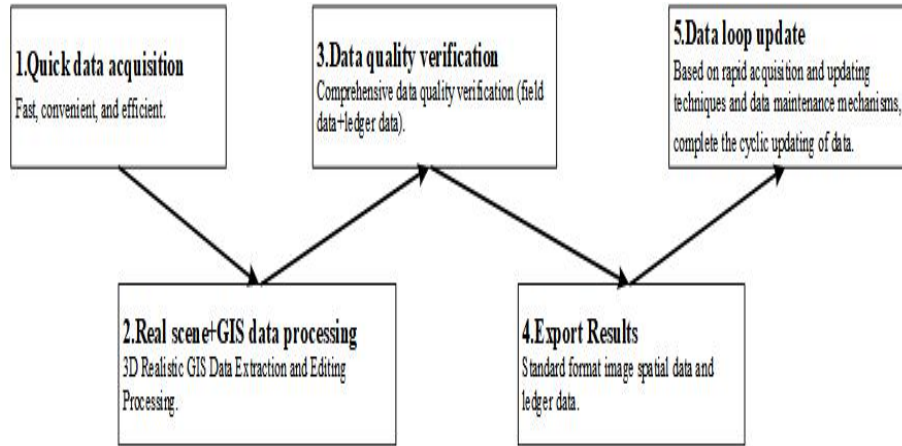 1.Quick data acquisition
Fast, convenient, and efficient.
2.Real scene+GIS data processing
3D Realistic GIS Data Extraction and Editing
Processing.
3.Data quality verification
Comprehensive data quality verification (field
data+ledger data).
4.Export Results
Standard format image spatial data and
ledger data.
5.Data loop update
Based on rapid acquisition and updating
techniques and data maintenance mechanisms,
complete the cyclic updating of data.